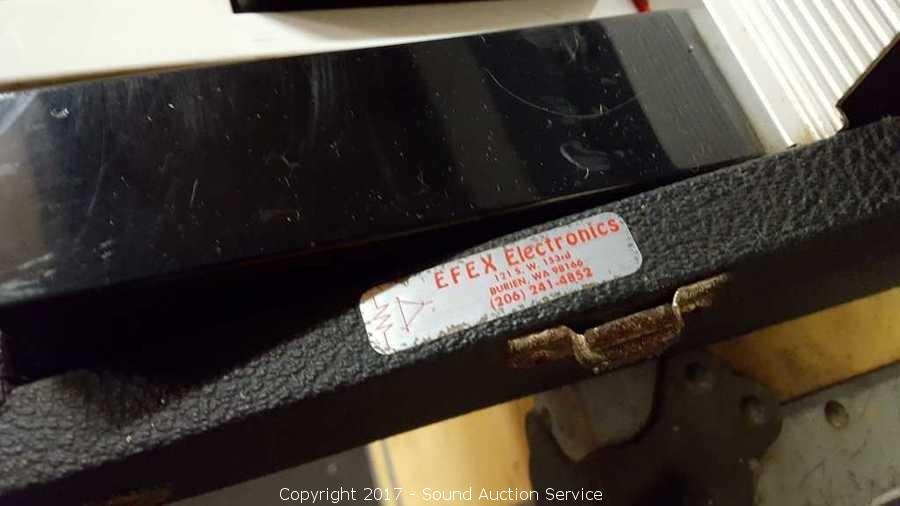 EFEX Electronics
121 S. W. 153rd
BURIEN, WA 98166
(206) 241-4852
Copyright 2017 - Sound Auction Service